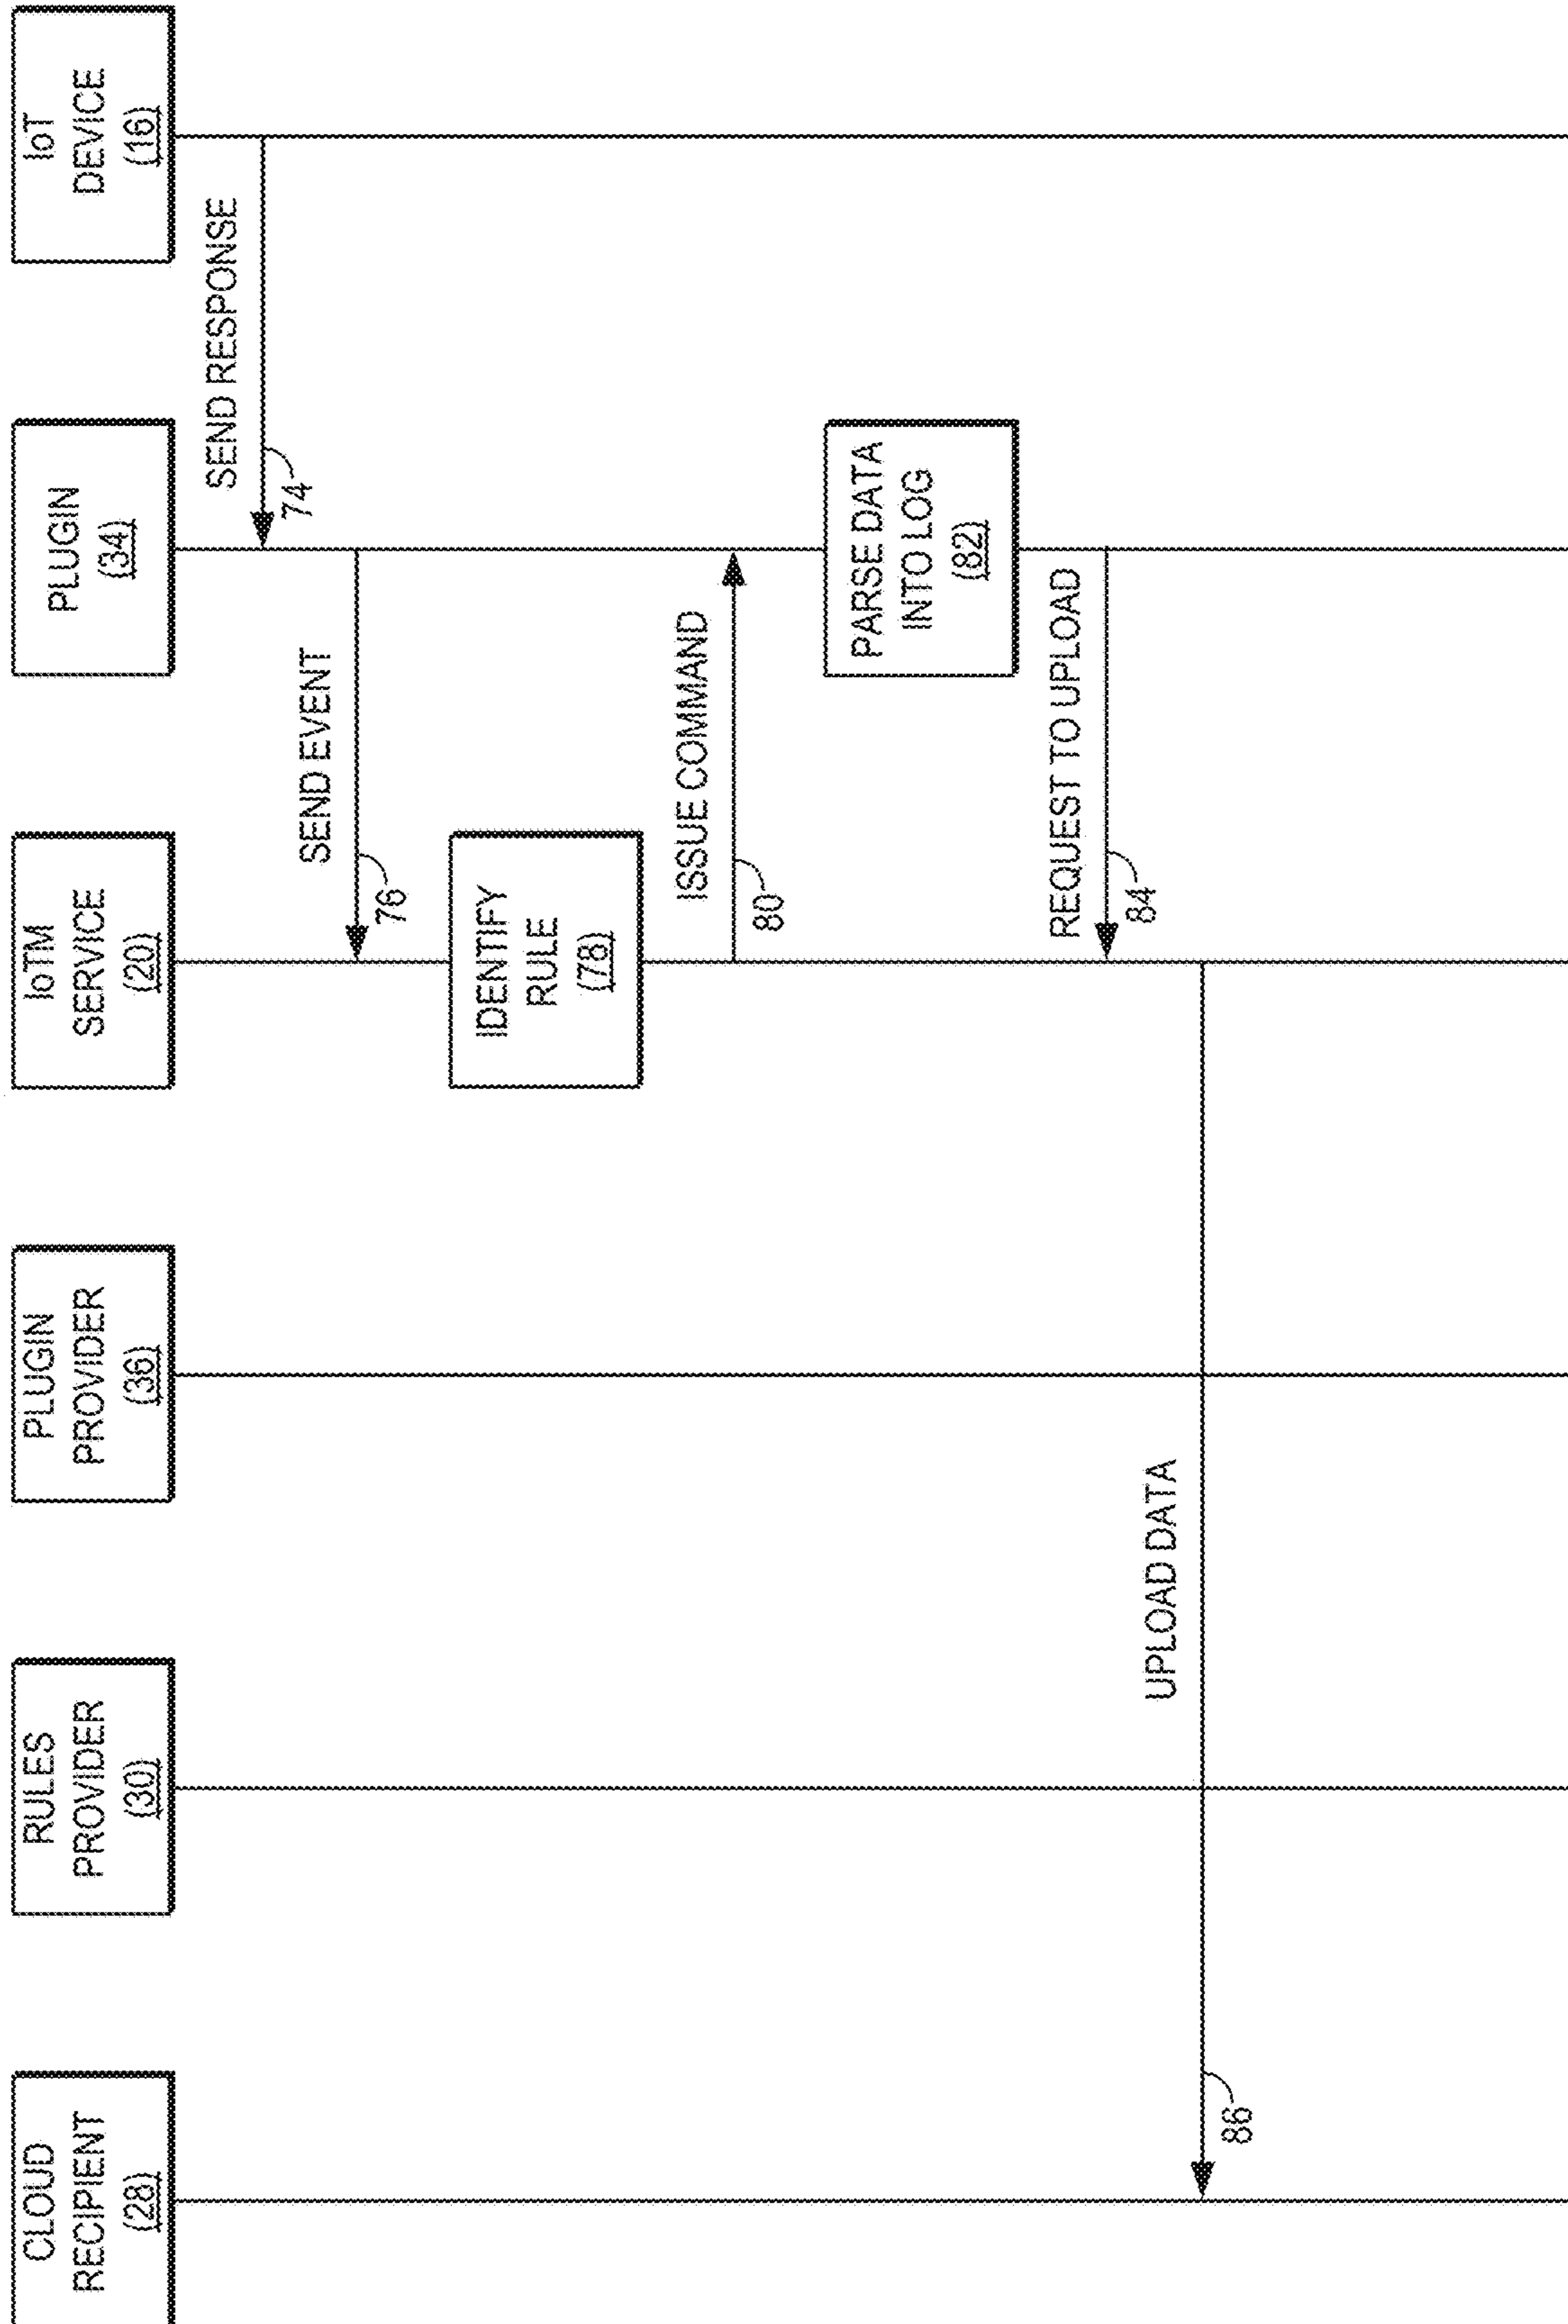 CLOUD
RECIPIENT
(28)
RULES
PROVIDER
(30)
PLUGIN
PROVIDER
(36)
IoTM
SERVICE
(20)
PLUGIN
(34)
IoT
DEVICE
(16)
SEND RESPONSE
74
SEND EVENT
76
IDENTIFY
RULE
(78)
ISSUE COMMAND
80
PARSE DATA
INTO LOG
(82)
REQUEST TO UPLOAD
84
UPLOAD DATA
86